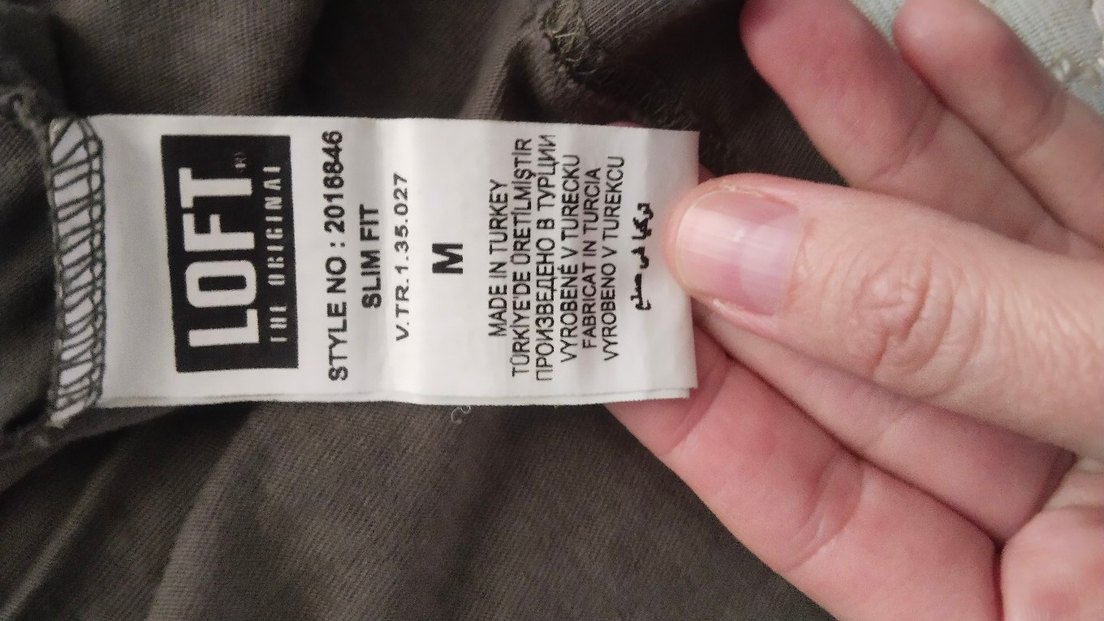 LOFT®
THE ORIGINAL
STYLE NO : 2016846
SLIM FIT
V.TR.1.35.027
M
MADE IN TURKEY
TÜRKİYE'DE ÜRETİLMİŞTİR
ПРОИЗВЕДЕНО В ТУРЦИИ
VYROBENÉ V TURECKU
FABRICAT IN TURCIA
VYROBENO V TUREKCU
تركيا في صنع